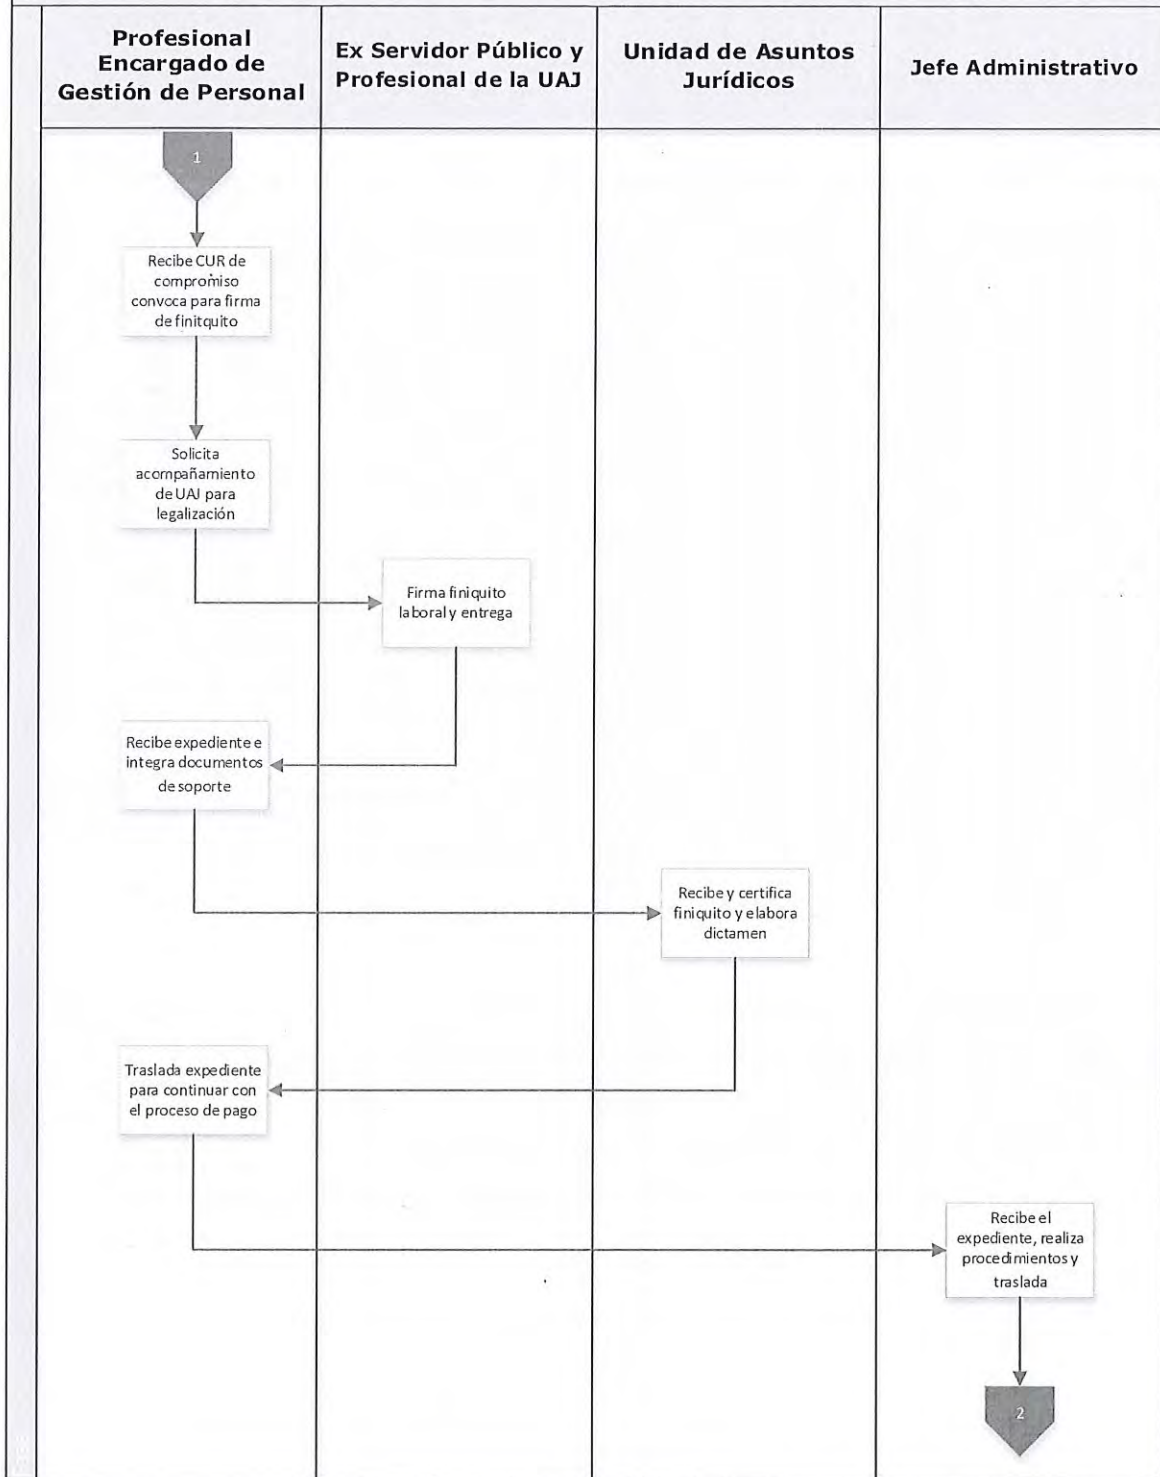 Profesional
Encargado de
Gestión de Personal
Ex Servidor Público y
Profesional de la UAJ
Unidad de Asuntos
Jurídicos
Jefe Administrativo
1
Recibe CUR de
compromiso
convoca para firma
de finitquito
Solicita
acompañamiento
de UAJ para
legalización
Firma finiquito
laboral y entrega
Recibe expediente e
integra documentos
de soporte
Recibe y certifica
finiquito y elabora
dictamen
Traslada expediente
para continuar con
el proceso de pago
Recibe el
expediente, realiza
procedimientos y
traslada
2